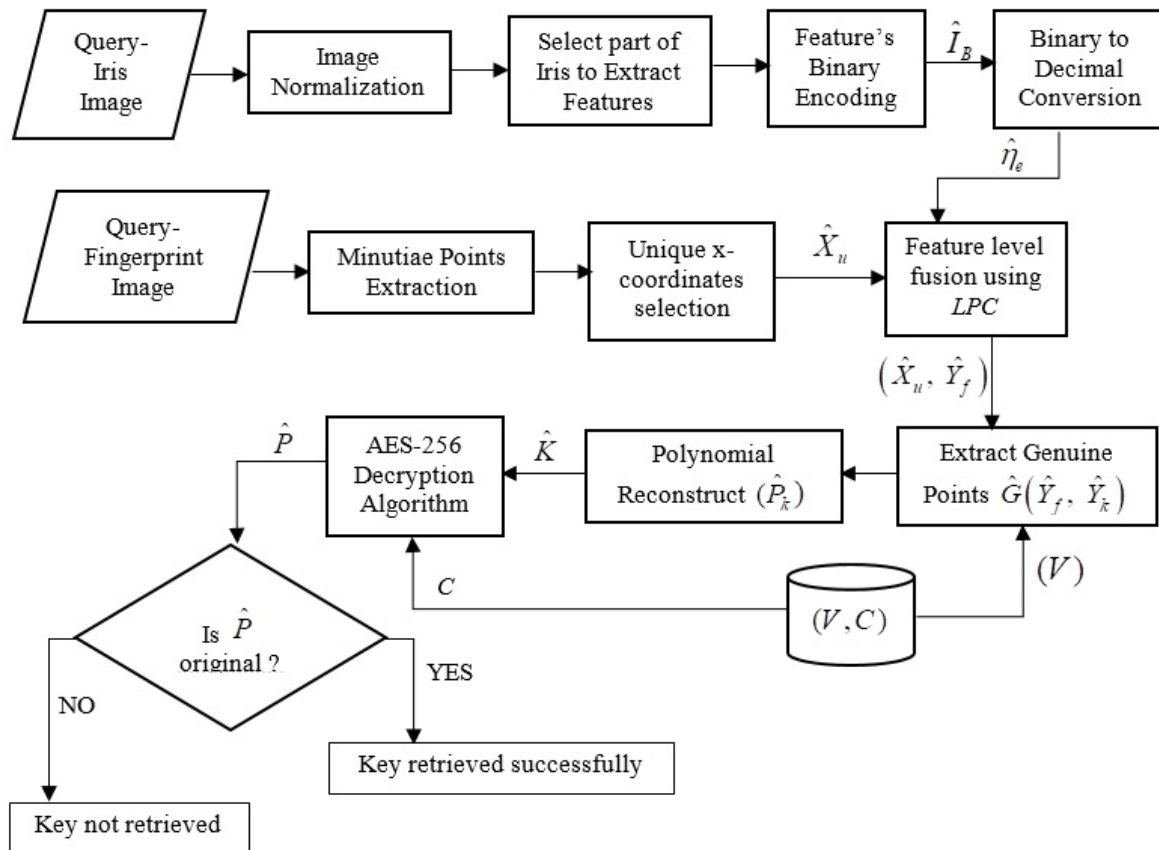 Query-
Iris
Image
Image
Normalization
Select part of
Iris to Extract
Features
Feature’s
Binary
Encoding
Î_B
Binary to
Decimal
Conversion
η̂_e
Query-
Fingerprint
Image
Minutiae Points
Extraction
Unique x-
coordinates
selection
X̂_u
Feature level
fusion using
LPC
(X̂_u, Ŷ_f)
P̂
AES-256
Decryption
Algorithm
K̂
Polynomial
Reconstruct (P̂_k)
Extract Genuine
Points Ĝ(Ŷ_f, Ŷ_k)
C
(V, C)
(V)
Is P̂
original ?
NO
YES
Key retrieved successfully
Key not retrieved